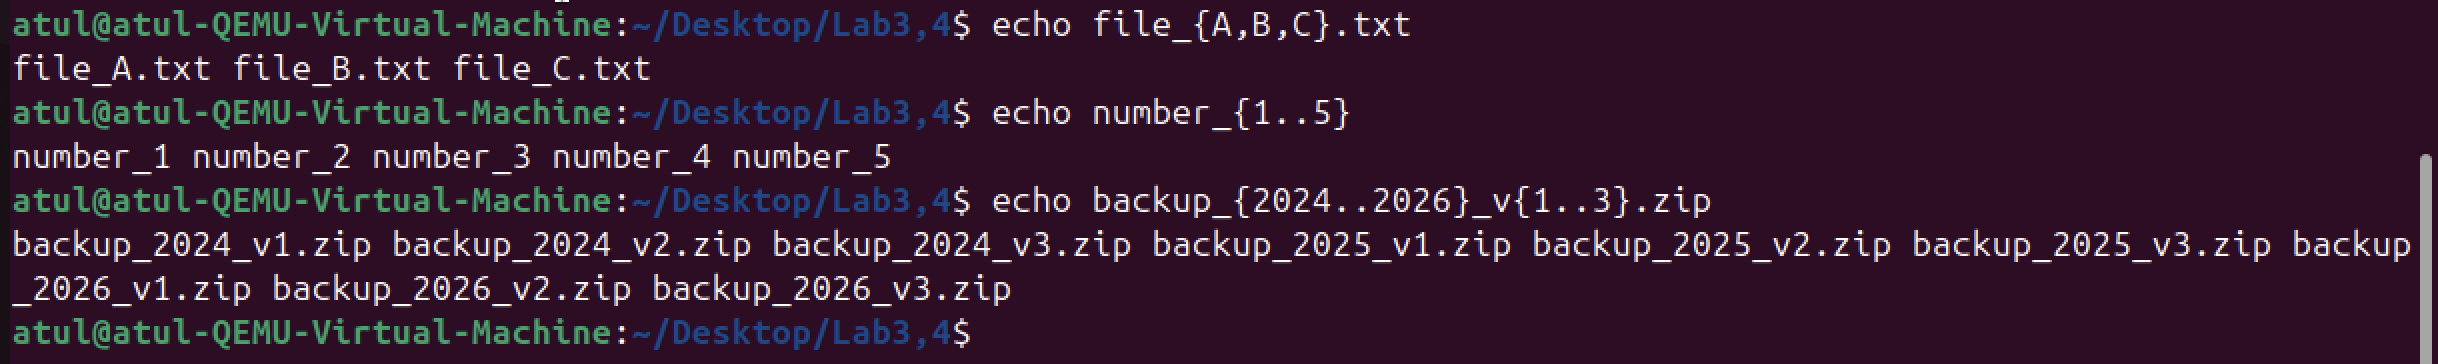 atul@atul-QEMU-Virtual-Machine:~/Desktop/Lab3,4$ echo file_{A,B,C}.txt
file_A.txt file_B.txt file_C.txt
atul@atul-QEMU-Virtual-Machine:~/Desktop/Lab3,4$ echo number_{1..5}
number_1 number_2 number_3 number_4 number_5
atul@atul-QEMU-Virtual-Machine:~/Desktop/Lab3,4$ echo backup_{2024..2026}_v{1..3}.zip
backup_2024_v1.zip backup_2024_v2.zip backup_2024_v3.zip backup_2025_v1.zip backup_2025_v2.zip backup_2025_v3.zip backup
_2026_v1.zip backup_2026_v2.zip backup_2026_v3.zip
atul@atul-QEMU-Virtual-Machine:~/Desktop/Lab3,4$